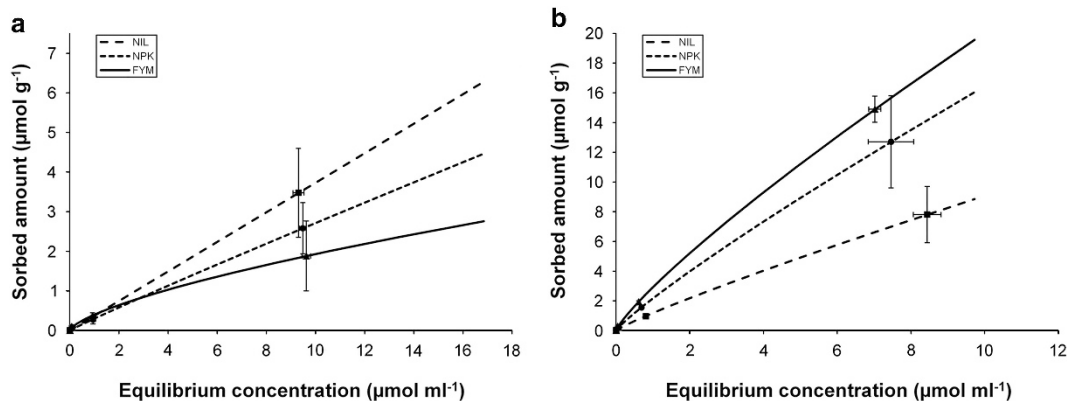 a
Sorbed amount (µmol g⁻¹)
7
6
5
4
3
2
1
0
NIL
NPK
FYM
0 2 4 6 8 10 12 14 16 18
Equilibrium concentration (µmol ml⁻¹)
b
Sorbed amount (µmol g⁻¹)
20
18
16
14
12
10
8
6
4
2
0
NIL
NPK
FYM
0 2 4 6 8 10 12
Equilibrium concentration (µmol ml⁻¹)